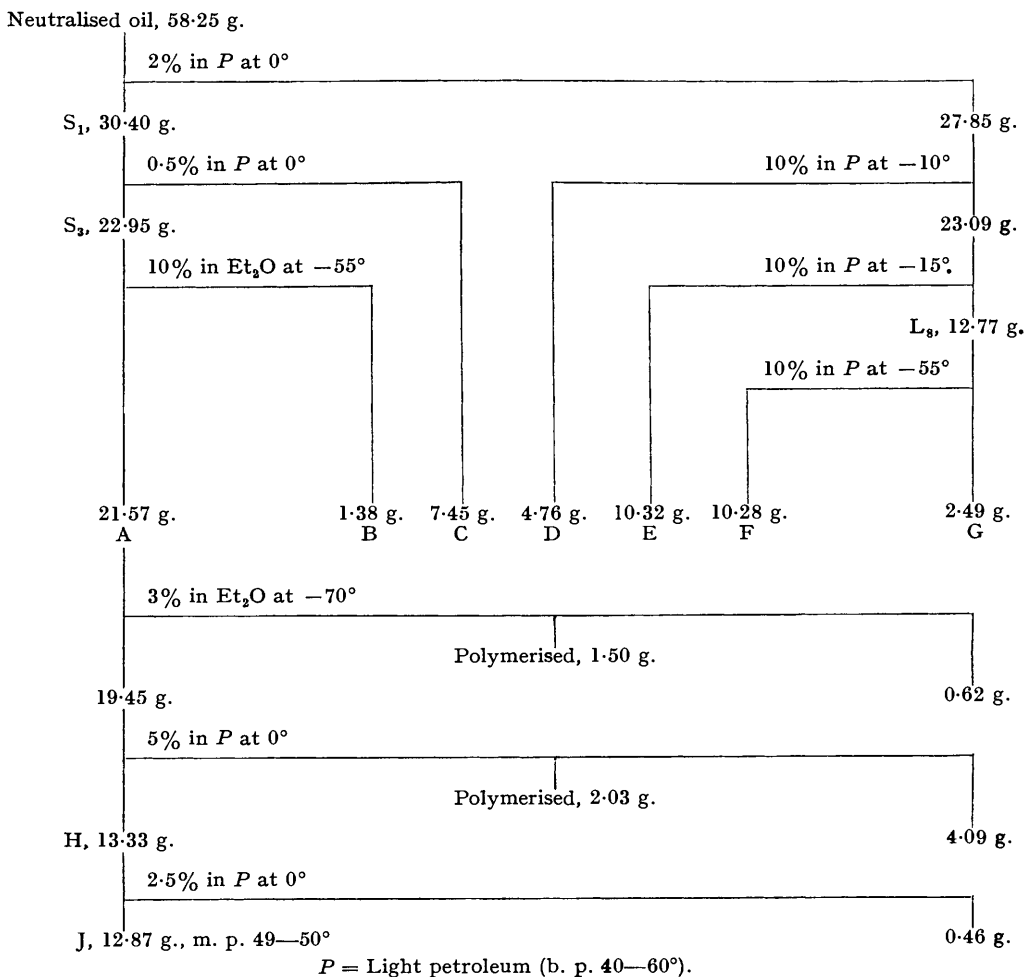 Neutralised oil, 58·25 g.
2% in P at 0°
S₁, 30·40 g. 27·85 g.
0·5% in P at 0° 10% in P at −10°
S₃, 22·95 g. 23·09 g.
10% in Et₂O at −55° 10% in P at −15°.
L₈, 12·77 g.
10% in P at −55°
21·57 g. 1·38 g. 7·45 g. 4·76 g. 10·32 g. 10·28 g. 2·49 g.
A B C D E F G
3% in Et₂O at −70°
Polymerised, 1·50 g.
19·45 g. 0·62 g.
5% in P at 0°
Polymerised, 2·03 g.
H, 13·33 g. 4·09 g.
2·5% in P at 0°
J, 12·87 g., m. p. 49—50° 0·46 g.
P = Light petroleum (b. p. 40—60°).